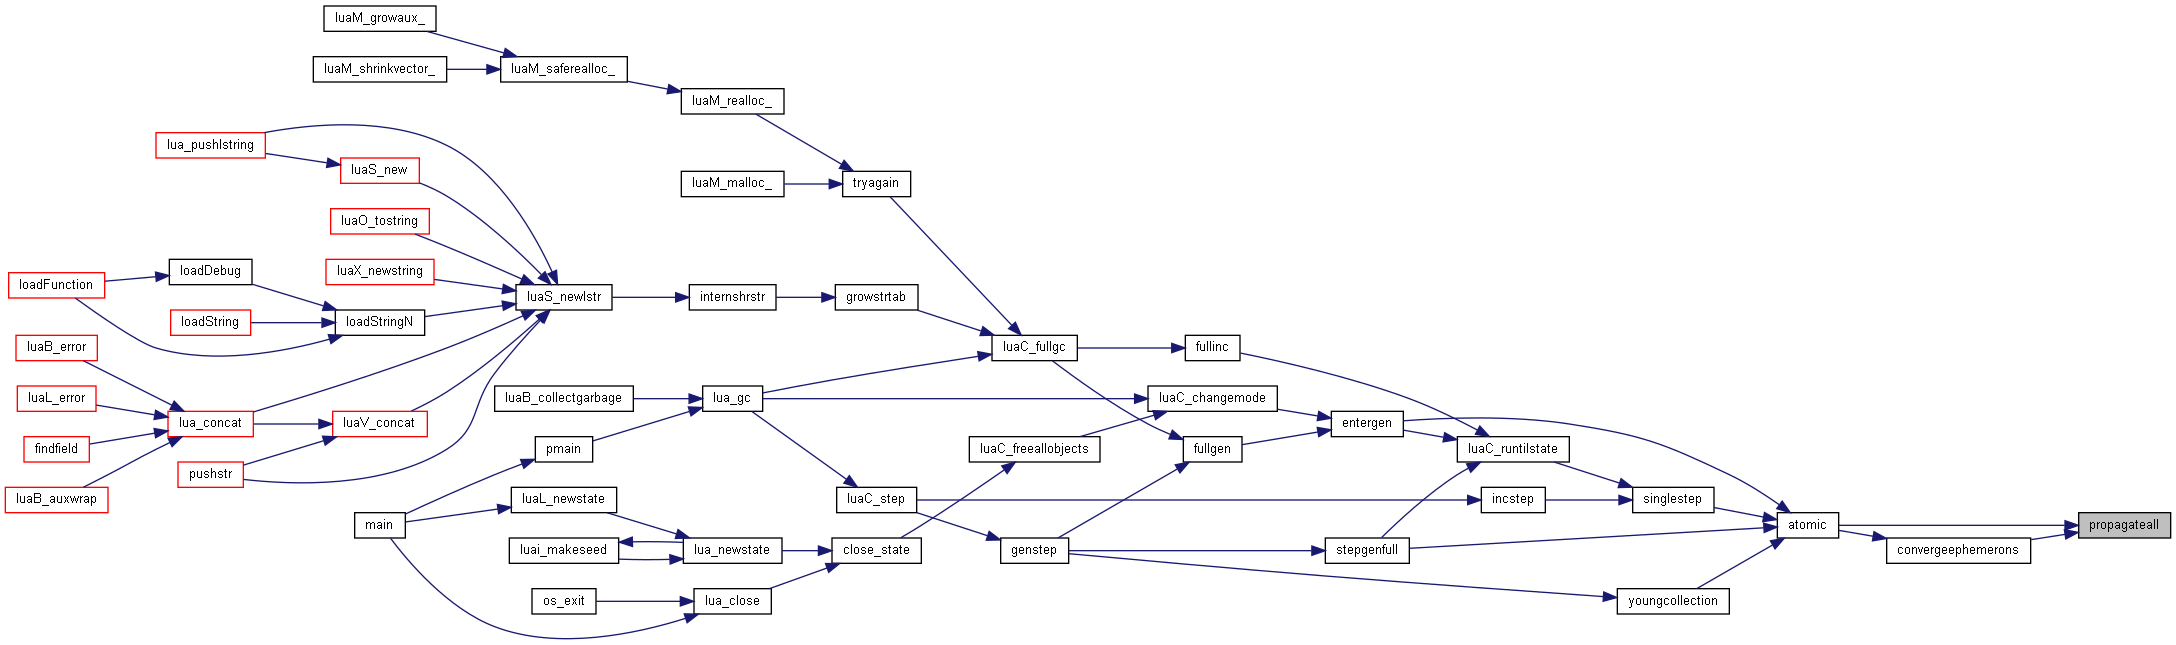 luaM_growaux_
luaM_shrinkvector_
luaM_saferealloc_
luaM_realloc_
lua_pushlstring
luaS_new
luaM_malloc_
tryagain
luaO_tostring
loadDebug
luaX_newstring
loadFunction
luaS_newlstr
internshrstr
growstrtab
loadString
loadStringN
luaB_error
luaC_fullgc
fullinc
luaL_error
luaB_collectgarbage
lua_gc
luaC_changemode
lua_concat
luaV_concat
entergen
findfield
pmain
luaC_freeallobjects
fullgen
luaC_runtilstate
pushstr
luaB_auxwrap
luaL_newstate
luaC_step
incstep
singlestep
main
atomic
propagateall
luai_makeseed
lua_newstate
close_state
genstep
stepgenfull
convergeephemerons
os_exit
lua_close
youngcollection